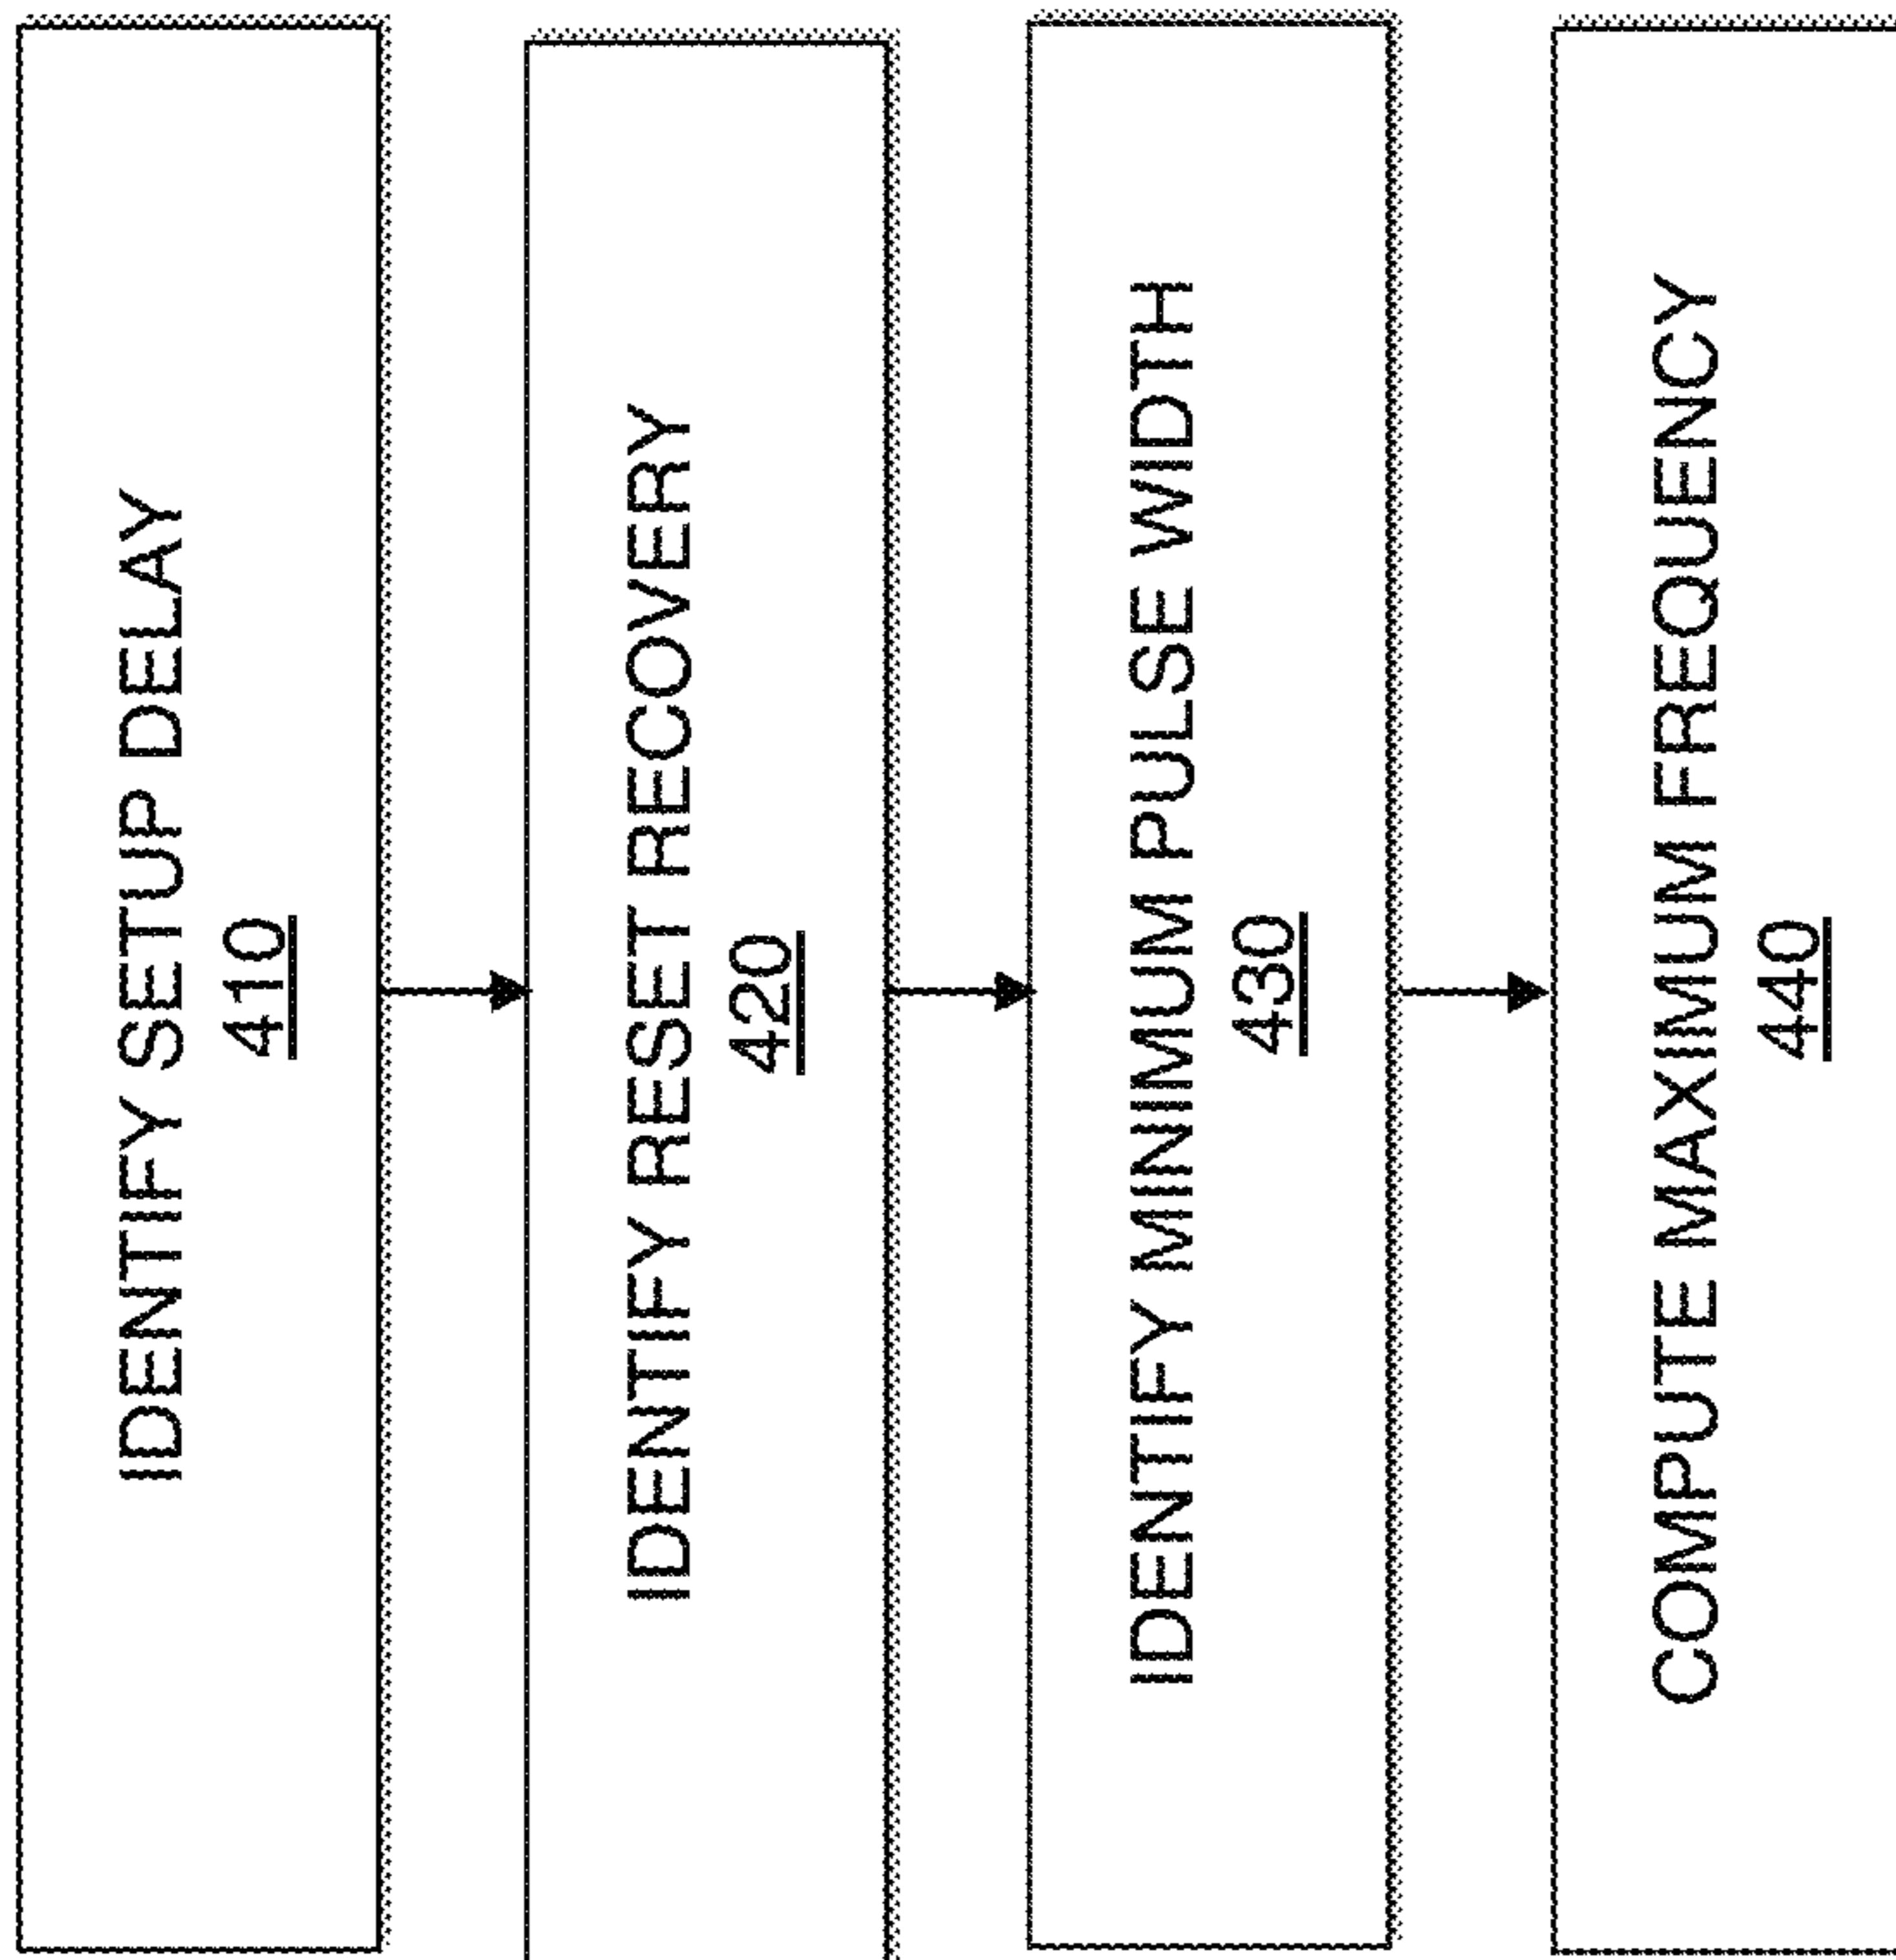 IDENTIFY SETUP DELAY
410
IDENTIFY RESET RECOVERY
420
IDENTIFY MINIMUM PULSE WIDTH
430
COMPUTE MAXIMUM FREQUENCY
440